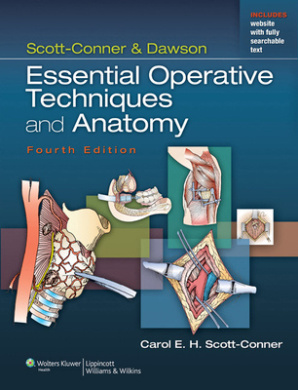 INCLUDES
website
with fully
searchable
text
Scott-Conner & Dawson
Essential Operative
Techniques
and Anatomy
Fourth Edition
Carol E. H. Scott-Conner
Wolters Kluwer
Health
Lippincott
Williams & Wilkins